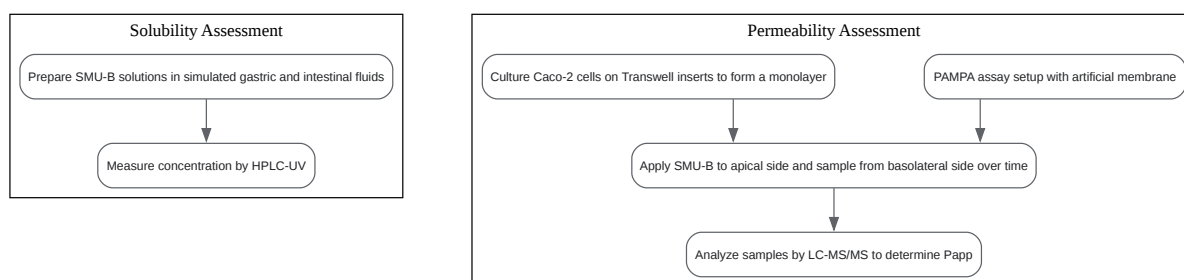 Solubility Assessment
Prepare SMU-B solutions in simulated gastric and intestinal fluids
Measure concentration by HPLC-UV
Permeability Assessment
Culture Caco-2 cells on Transwell inserts to form a monolayer
PAMPA assay setup with artificial membrane
Apply SMU-B to apical side and sample from basolateral side over time
Analyze samples by LC-MS/MS to determine Papp